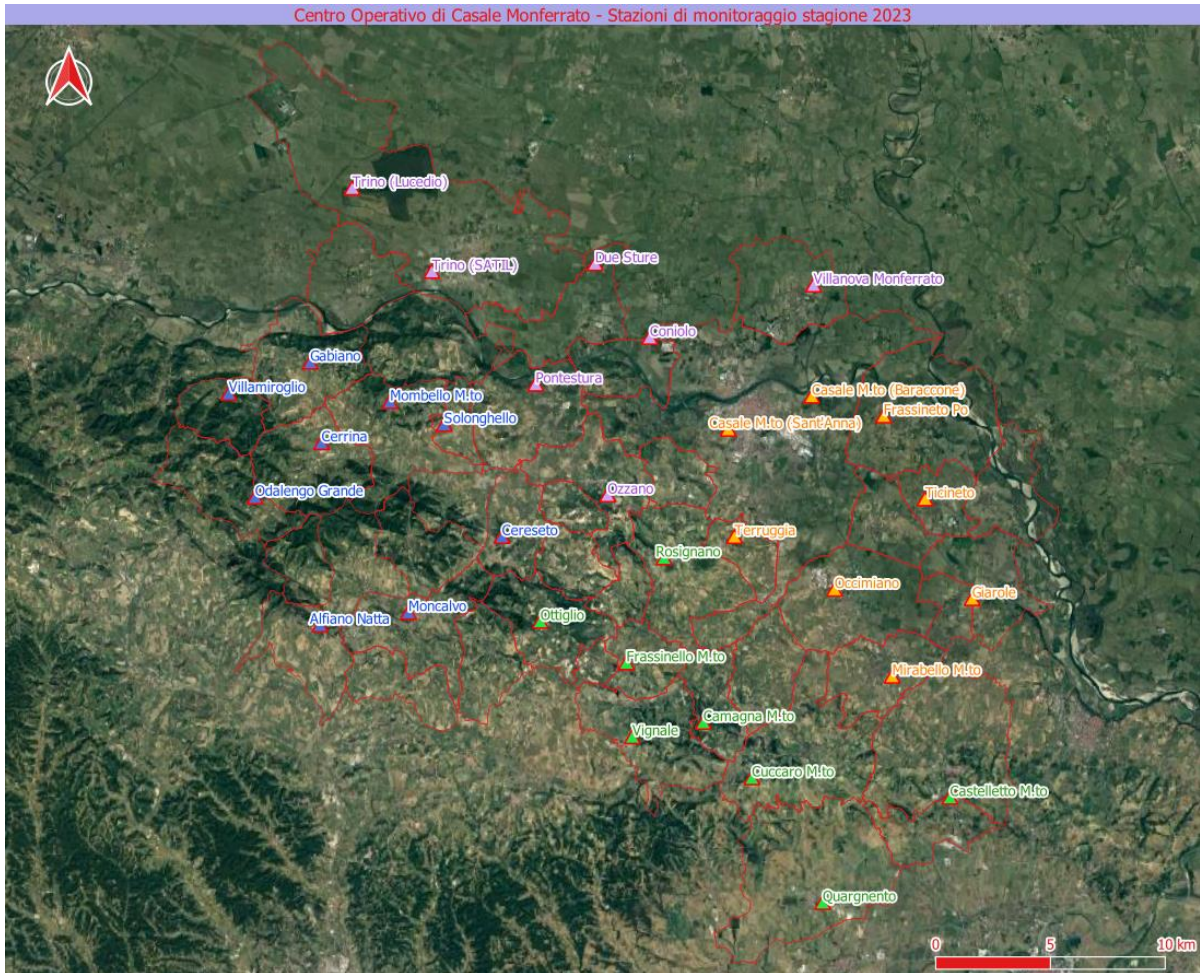 Centro Operativo di Casale Monferrato - Stazioni di monitoraggio stagione 2023
Trino (Lucedio)
Trino (SATIL)
Due Sture
Villanova Monferrato
Coniolo
Gabiano
Pontestura
Villamiroglio
Mombello M.to
Casale M.to (Baraccone)
Frassineto Po
Solonghello
Casale M.to (Sant'Anna)
Cerrina
Odalengo Grande
Ozzano
Ticineto
Cereseto
Terruggia
Rosignano
Occimiano
Giarole
Moncalvo
Alfiano Natta
Ottiglio
Frassinello M.to
Mirabello M.to
Camagna M.to
Vignale
Cuccaro M.to
Castelletto M.to
Quargnento
0 5 10 km